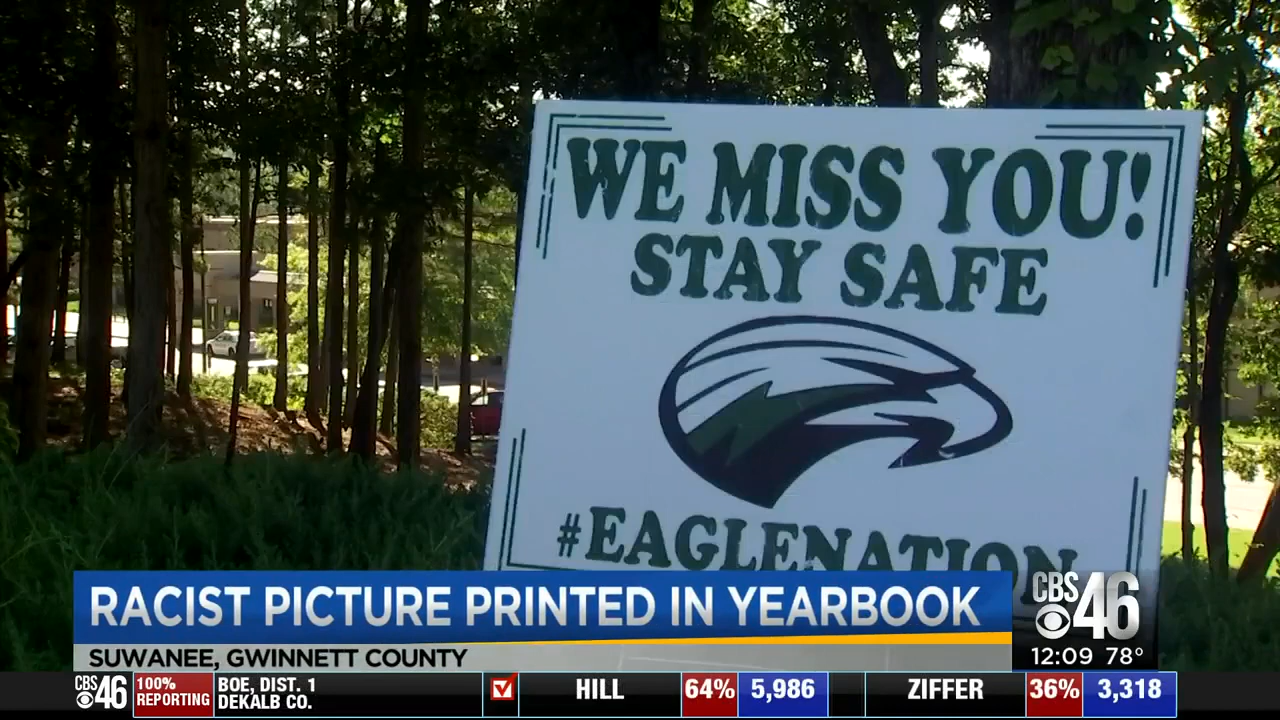 WE MISS YOU!
STAY SAFE
#EAGLENATION
RACIST PICTURE PRINTED IN YEARBOOK
SUWANEE, GWINNETT COUNTY
CBS 46
12:09 78°
CBS 46
100% REPORTING
BOE, DIST. 1
DEKALB CO.
HILL 64% 5,986
ZIFFER 36% 3,318